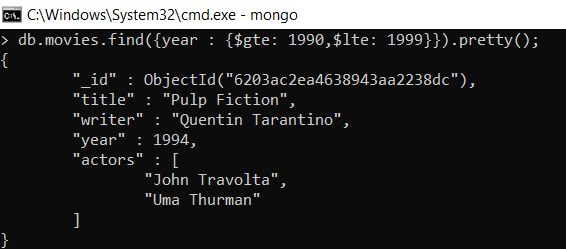 C:\Windows\System32\cmd.exe - mongo
> db.movies.find({year : {$gte: 1990,$lte: 1999}}).pretty();
{
        "_id" : ObjectId("6203ac2ea4638943aa2238dc"),
        "title" : "Pulp Fiction",
        "writer" : "Quentin Tarantino",
        "year" : 1994,
        "actors" : [
                "John Travolta",
                "Uma Thurman"
        ]
}